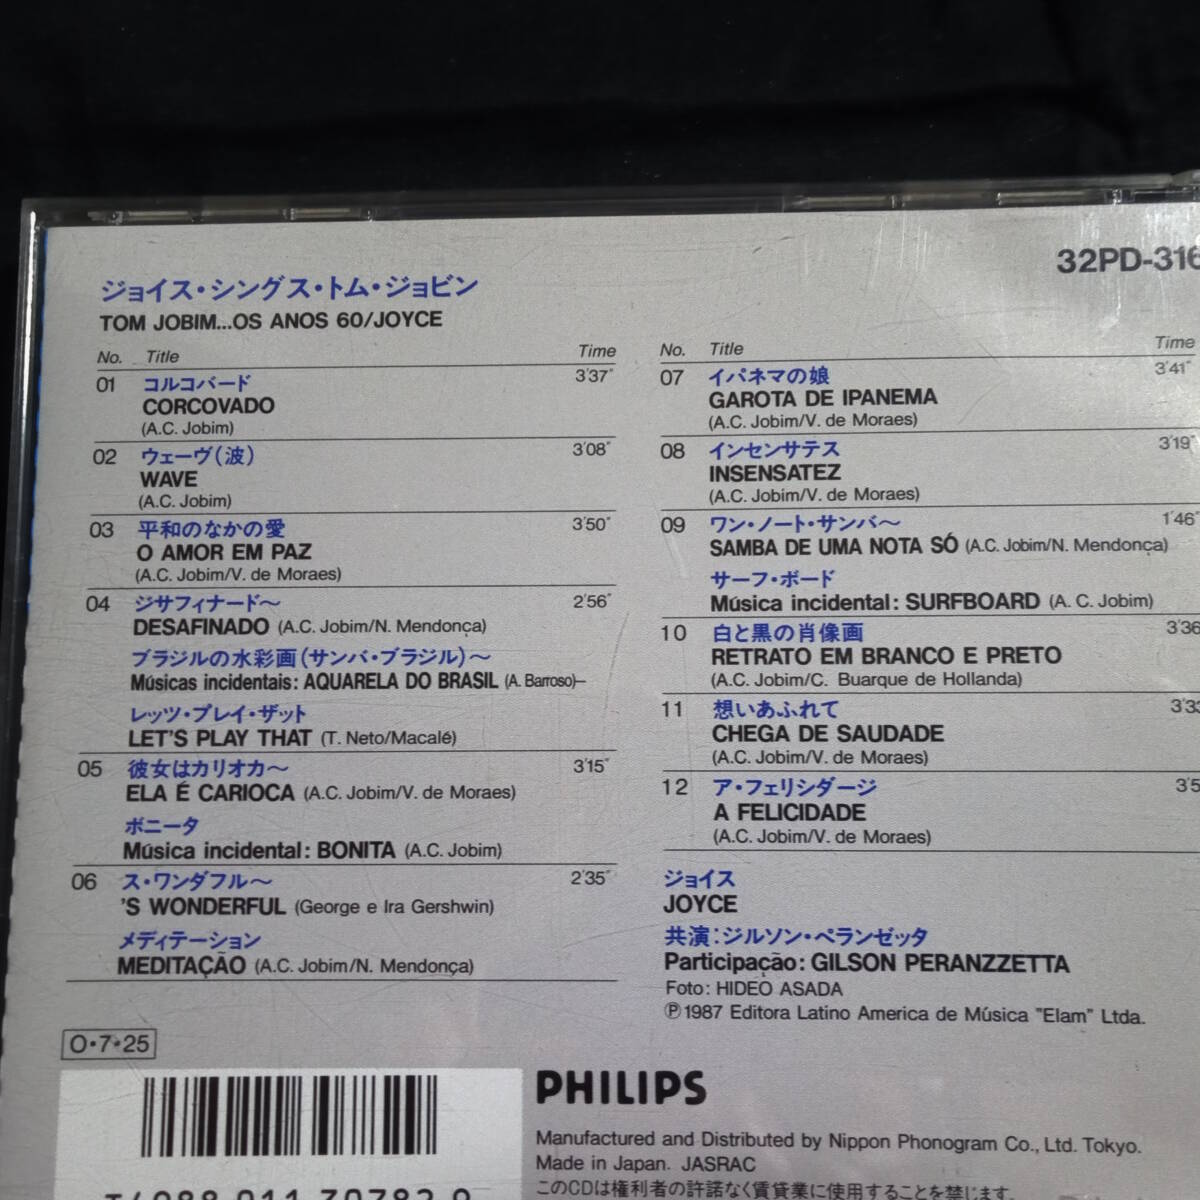 32PD-316
ジョイス・シングス・トム・ジョビン
TOM JOBIM...OS ANOS 60/JOYCE
No. Title Time
01 コルコバード 3'37"
CORCOVADO
(A.C. Jobim)
02 ウェーヴ(波) 3'08"
WAVE
(A.C. Jobim)
03 平和のなかの愛 3'50"
O AMOR EM PAZ
(A.C. Jobim/V. de Moraes)
04 ジサフィナード〜 2'56"
DESAFINADO (A.C. Jobim/N. Mendonça)
ブラジルの水彩画(サンバ・ブラジル)〜
Músicas incidentais: AQUARELA DO BRASIL (A. Barroso)–
レッツ・プレイ・ザット
LET'S PLAY THAT (T. Neto/Macalé)
05 彼女はカリオカ〜 3'15"
ELA É CARIOCA (A.C. Jobim/V. de Moraes)
ボニータ
Música incidental: BONITA (A.C. Jobim)
06 ス・ワンダフル〜 2'35"
'S WONDERFUL (George e Ira Gershwin)
メディテーション
MEDITAÇÃO (A.C. Jobim/N. Mendonça)
No. Title Time
07 イパネマの娘 3'41"
GAROTA DE IPANEMA
(A.C. Jobim/V. de Moraes)
08 インセンサテス 3'19"
INSENSATEZ
(A.C. Jobim/V. de Moraes)
09 ワン・ノート・サンバ〜 1'46"
SAMBA DE UMA NOTA SÓ (A.C. Jobim/N. Mendonça)
サーフ・ボード
Música incidental: SURFBOARD (A. C. Jobim)
10 白と黒の肖像画 3'36
RETRATO EM BRANCO E PRETO
(A.C. Jobim/C. Buarque de Hollanda)
11 想いあふれて 3'33
CHEGA DE SAUDADE
(A.C. Jobim/V. de Moraes)
12 ア・フェリシダージ 3'5
A FELICIDADE
(A.C. Jobim/V. de Moraes)
ジョイス
JOYCE
共演:ジルソン・ペランゼッタ
Participação: GILSON PERANZZETTA
Foto: HIDEO ASADA
Ⓟ1987 Editora Latino America de Música "Elam" Ltda.
O・7・25
PHILIPS
Manufactured and Distributed by Nippon Phonogram Co., Ltd. Tokyo.
Made in Japan. JASRAC
このCDは権利者の許諾なく賃貸業に使用することを禁じます。